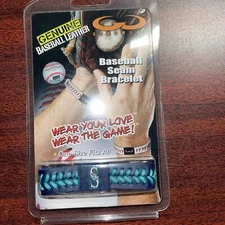 GENUINE
BASEBALL LEATHER
Baseball
Seam
Bracelet
WEAR YOUR LOVE
WEAR THE GAME!
One Size Fits All
S